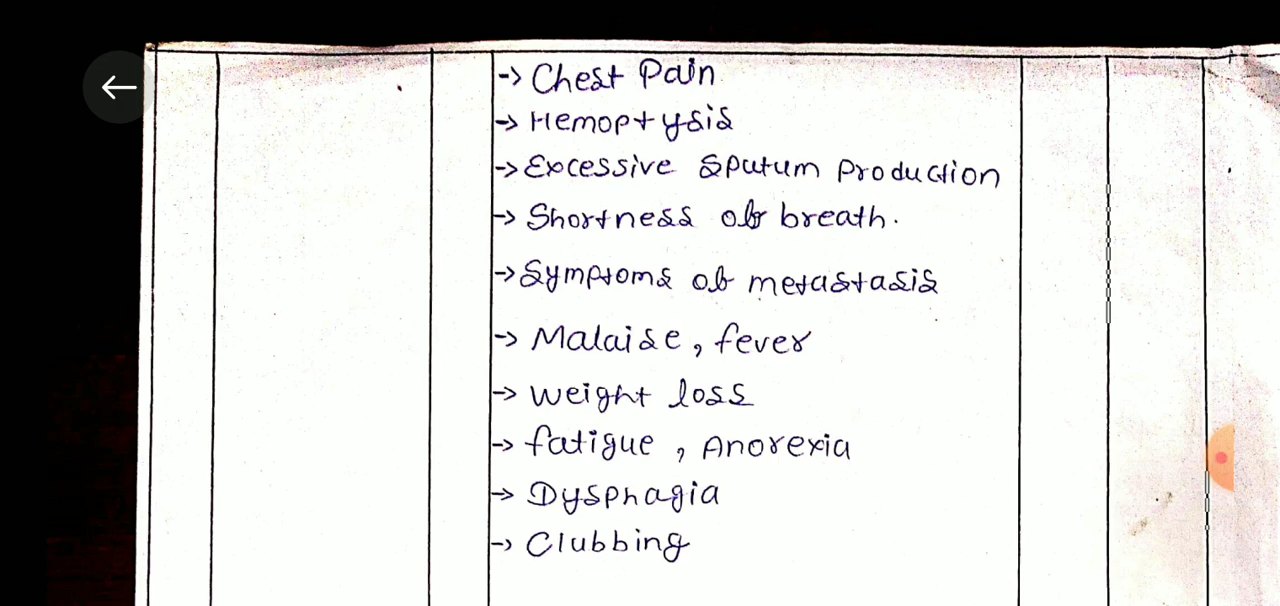 -> Chest Pain
-> Hemoptysis
-> Excessive Sputum Production
-> Shortness of breath.
-> Symptoms of metastasis
-> Malaise, fever
-> Weight loss
-> fatigue, Anorexia
-> Dysphagia
-> Clubbing